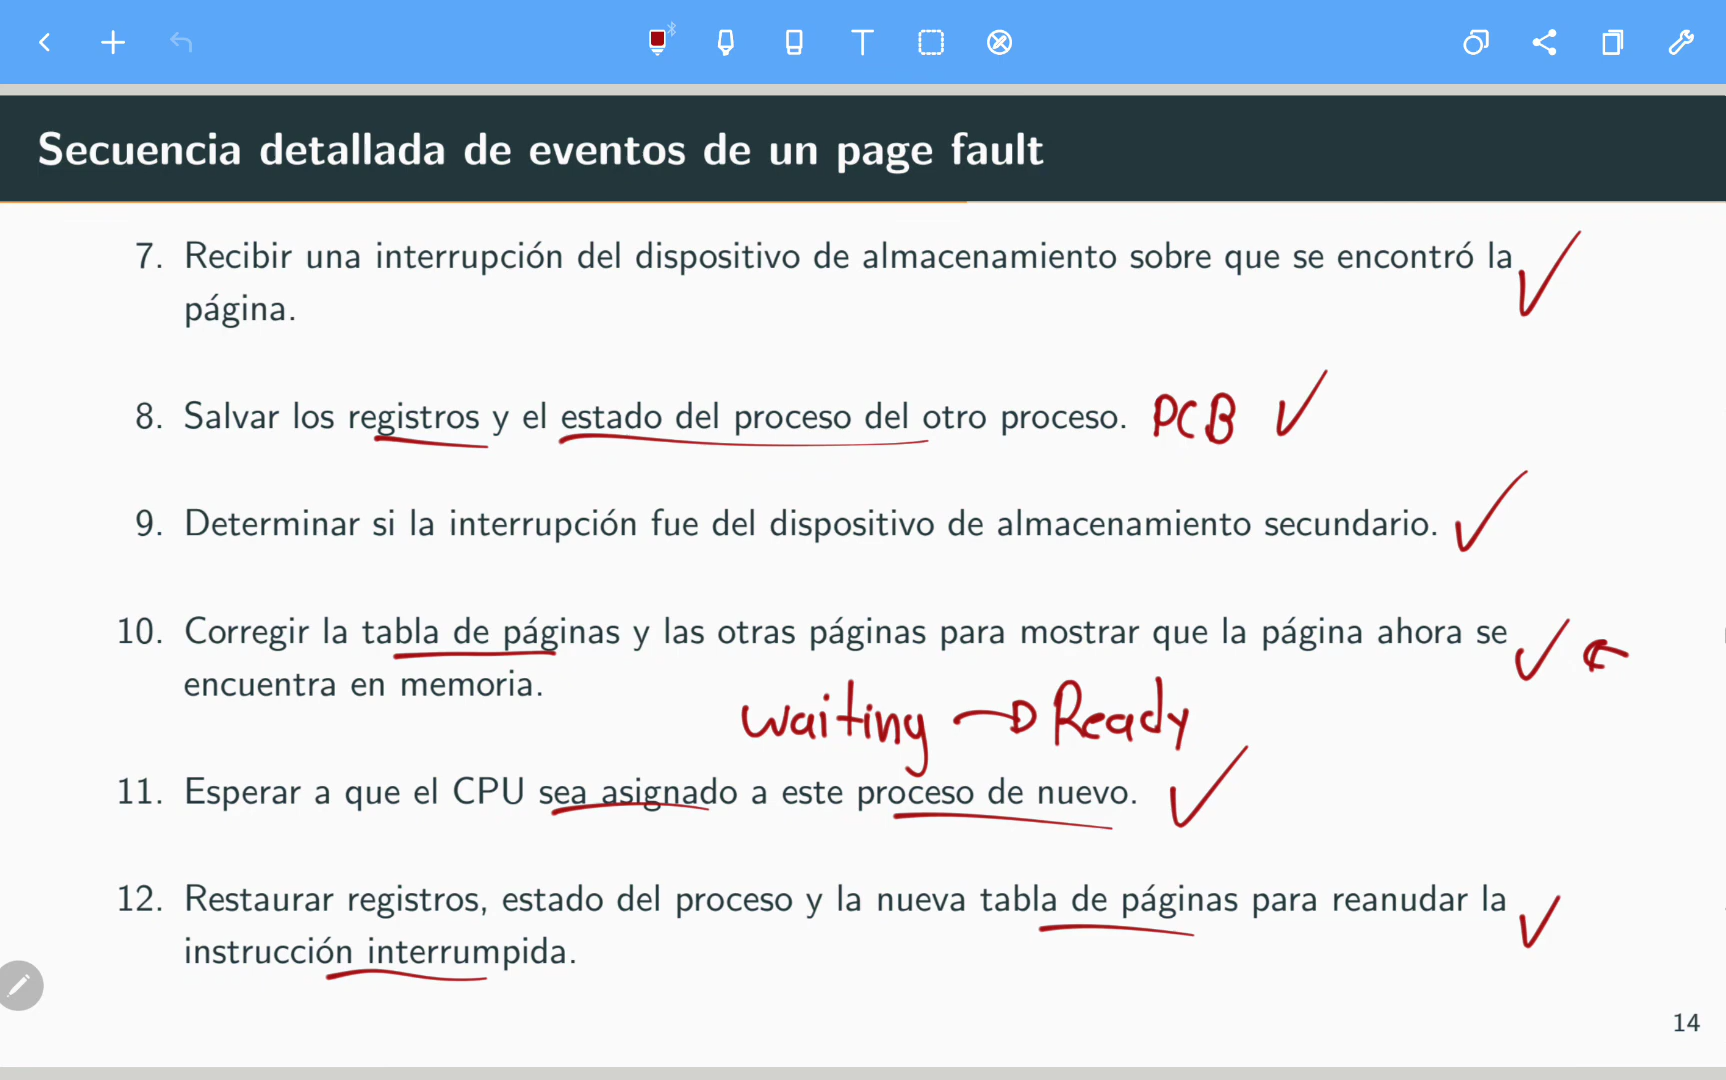 Secuencia detallada de eventos de un page fault
7. Recibir una interrupción del dispositivo de almacenamiento sobre que se encontró la
página.
8. Salvar los registros y el estado del proceso del otro proceso. PCB
9. Determinar si la interrupción fue del dispositivo de almacenamiento secundario.
10. Corregir la tabla de páginas y las otras páginas para mostrar que la página ahora se
encuentra en memoria.
waiting → Ready
11. Esperar a que el CPU sea asignado a este proceso de nuevo.
12. Restaurar registros, estado del proceso y la nueva tabla de páginas para reanudar la
instrucción interrumpida.
14